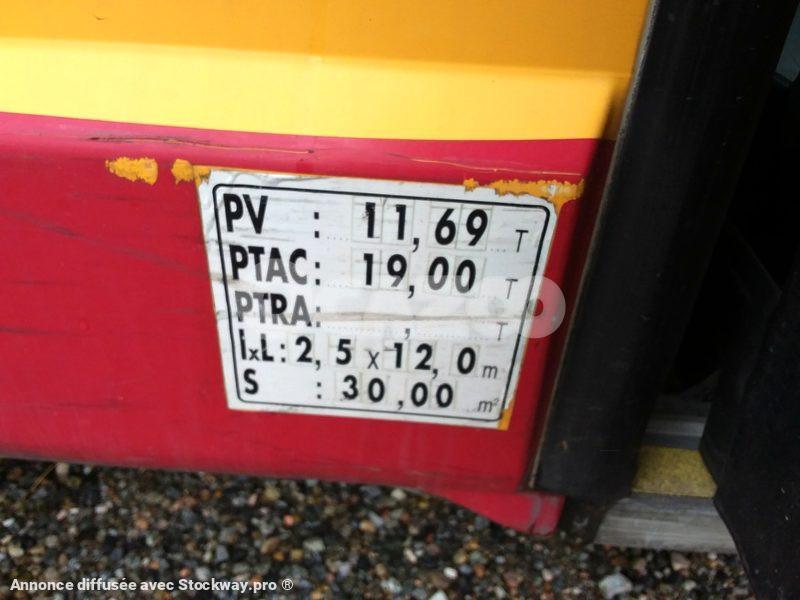 PV : 11,69 T
PTAC : 19,00 T
PTRA : , T
lxL : 2,5 x 12,0 m
S : 30,00 m²
Annonce diffusée avec Stockway.pro ®